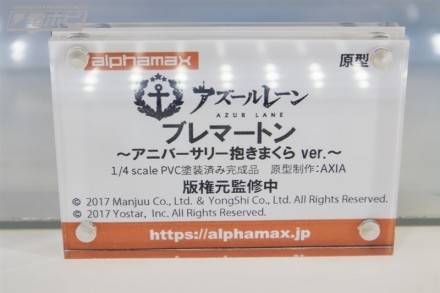 alphamax
原型
アズールレーン
AZUR LANE
ブレマートン
～アニバーサリー抱きまくら ver.～
1/4 scale PVC塗装済み完成品　原型制作：AXIA
版権元監修中
© 2017 Manjuu Co., Ltd. & YongShi Co., Ltd. All Rights Reserved.
© 2017 Yostar, Inc. All Rights Reserved.
https://alphamax.jp